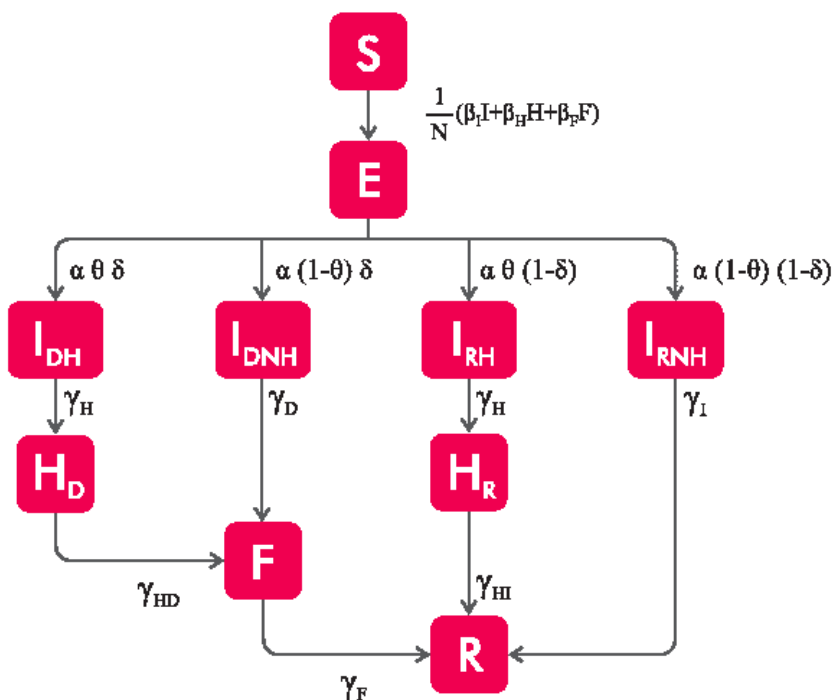 S
1/N (β_I I+β_H H+β_F F)
E
α θ δ
α (1-θ) δ
α θ (1-δ)
α (1-θ) (1-δ)
I_DH
I_DNH
I_RH
I_RNH
γ_H
γ_D
γ_H
γ_I
H_D
H_R
F
γ_HD
γ_HI
R
γ_F